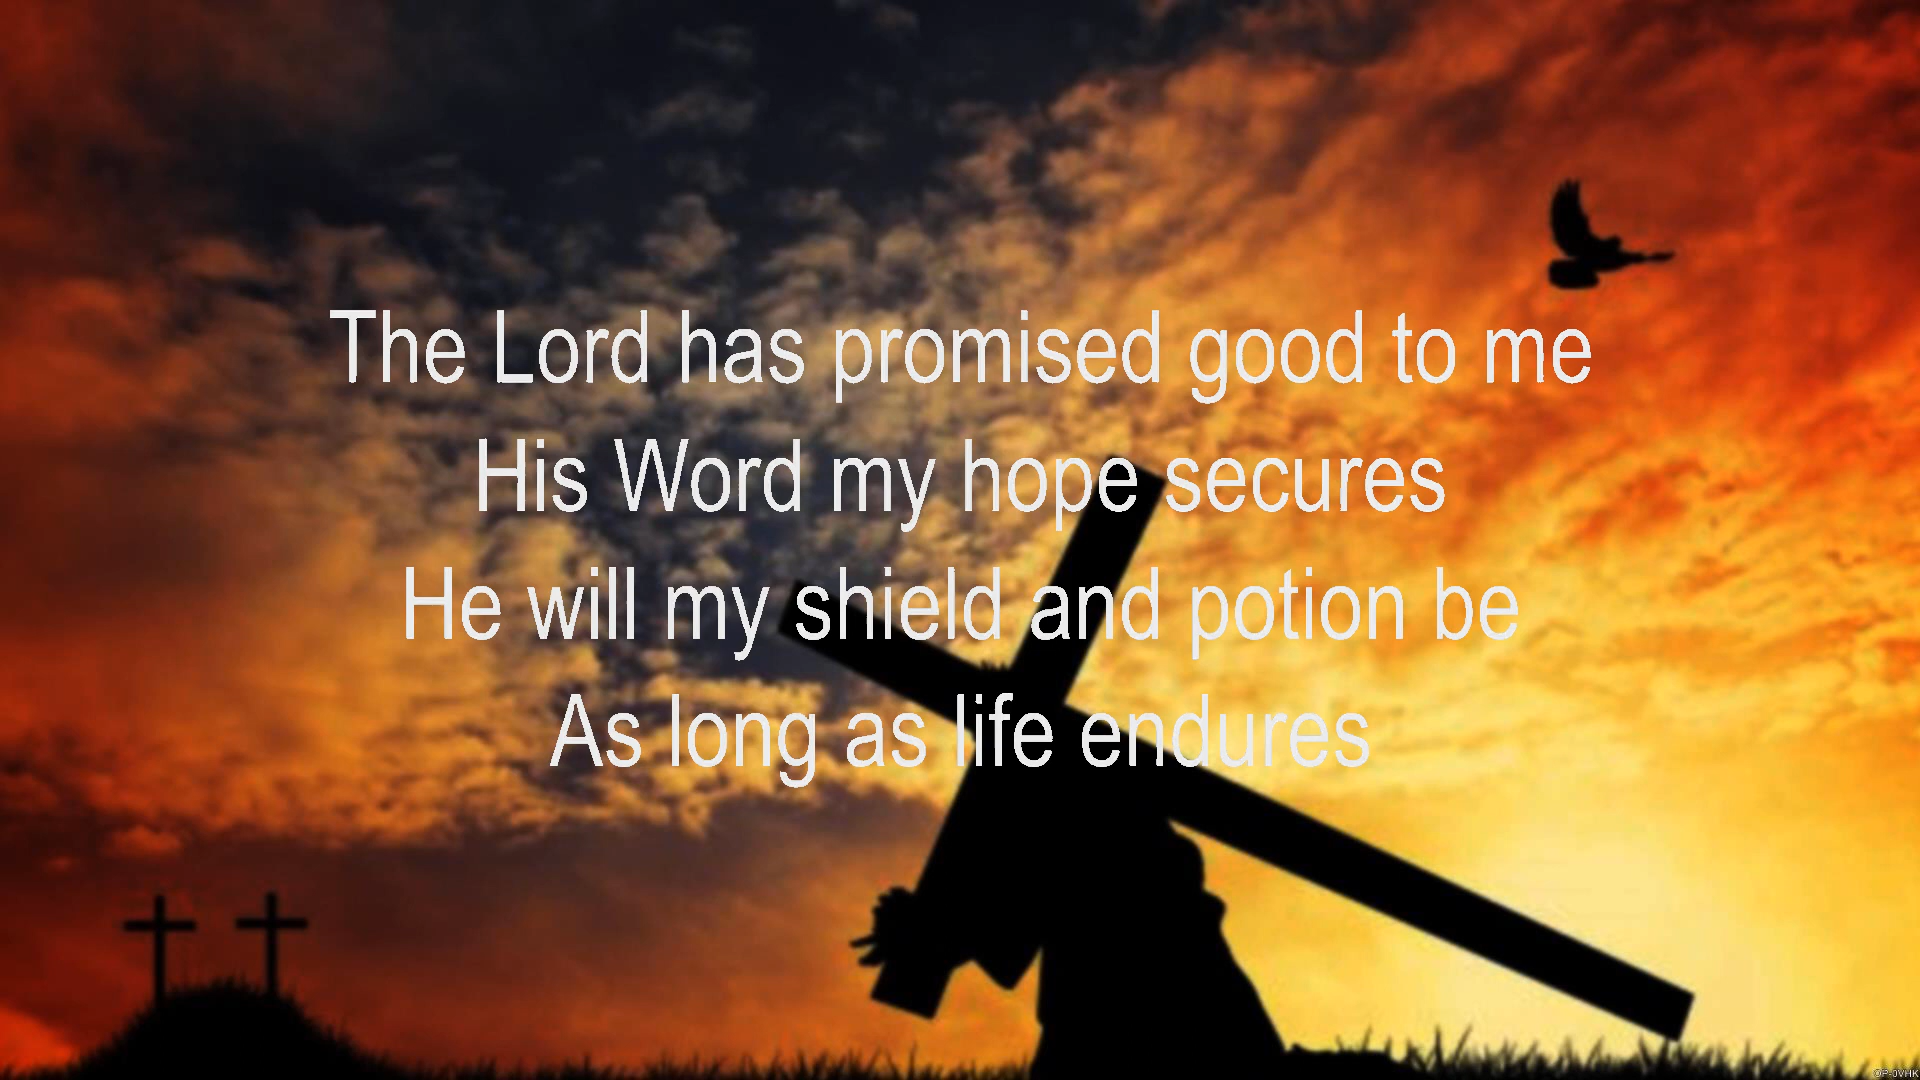 The Lord has promised good to me
His Word my hope secures
He will my shield and potion be
As long as life endures